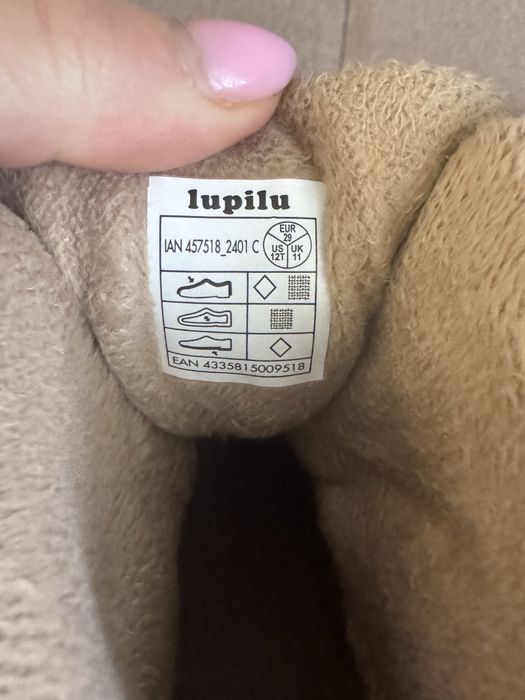 lupilu
IAN 457518_2401 C
EUR
29
US UK
12T 11
EAN 4335815009518